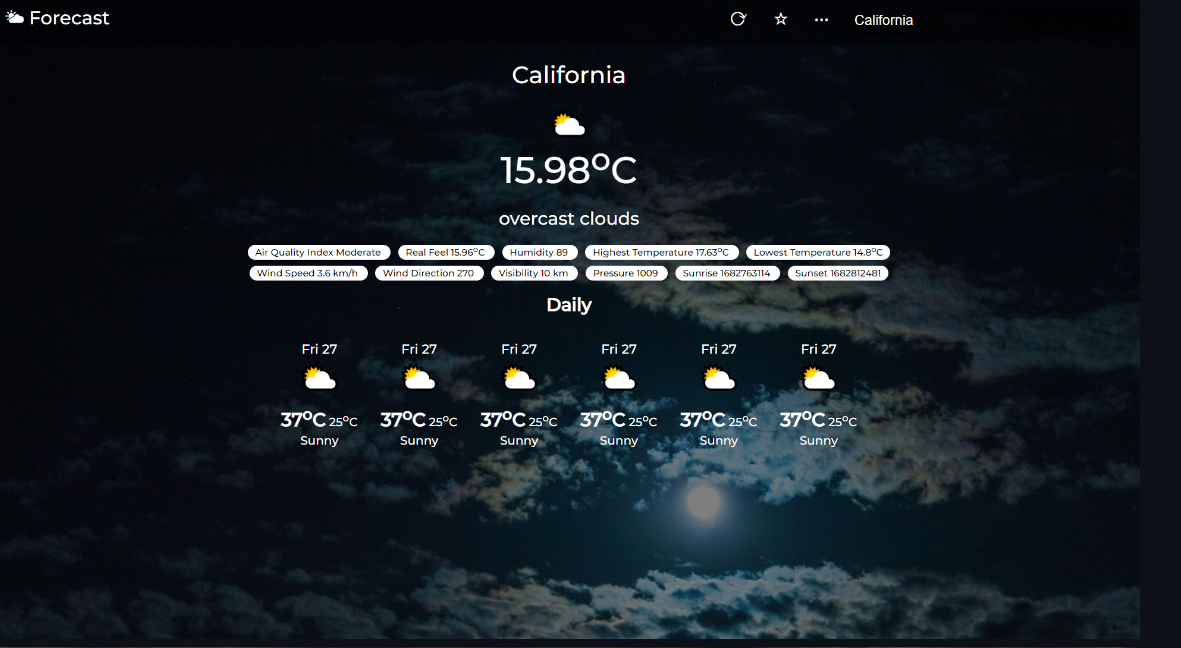 Forecast California
California
15.98°C
overcast clouds
Air Quality Index Moderate Real Feel 15.96°C Humidity 89 Highest Temperature 17.63°C Lowest Temperature 14.8°C
Wind Speed 3.6 km/h Wind Direction 270 Visibility 10 km Pressure 1009 Sunrise 1682763114 Sunset 1682812481
Daily
Fri 27 Fri 27 Fri 27 Fri 27 Fri 27 Fri 27
37°C 25°C 37°C 25°C 37°C 25°C 37°C 25°C 37°C 25°C 37°C 25°C
Sunny Sunny Sunny Sunny Sunny Sunny